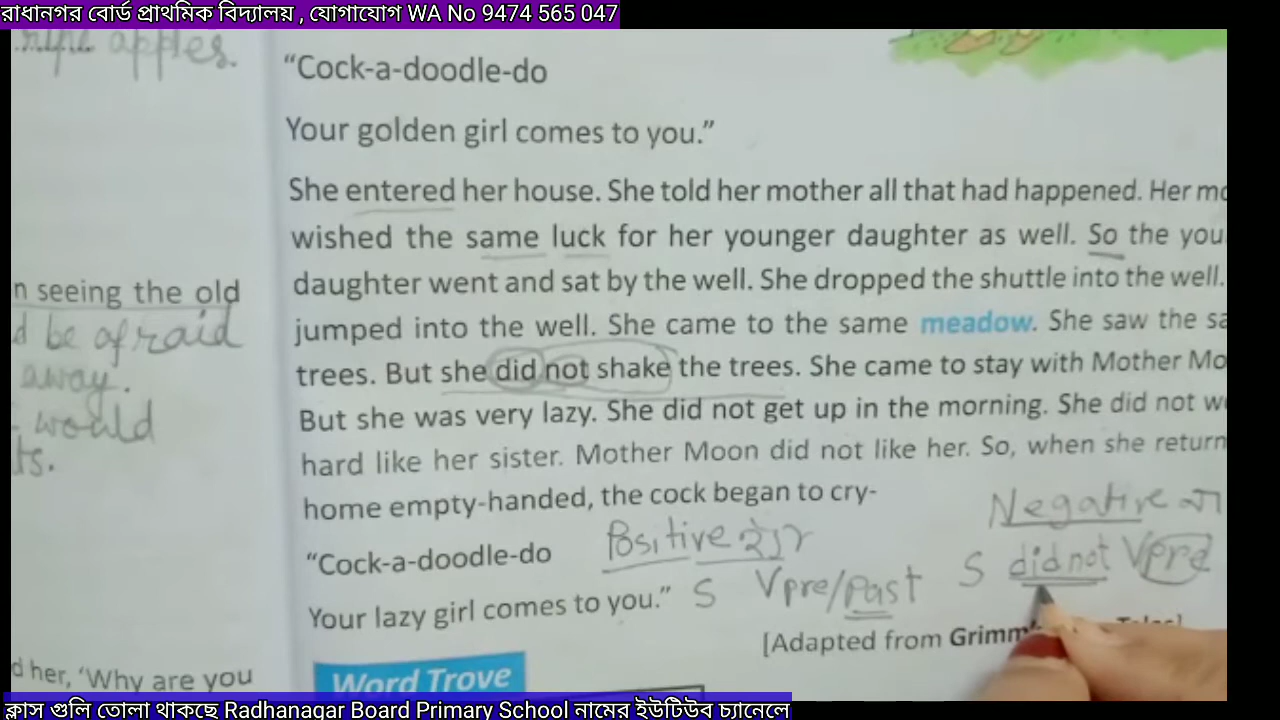 রাধানগর বোর্ড প্রাথমিক বিদ্যালয় , যোগাযোগ WA No 9474 565 047
ripe apples.
"Cock-a-doodle-do
Your golden girl comes to you."
She entered her house. She told her mother all that had happened. Her mo
wished the same luck for her younger daughter as well. So the you
daughter went and sat by the well. She dropped the shuttle into the well.
jumped into the well. She came to the same meadow. She saw the sa
trees. But she did not shake the trees. She came to stay with Mother Mo
But she was very lazy. She did not get up in the morning. She did not w
hard like her sister. Mother Moon did not like her. So, when she return
home empty-handed, the cock began to cry-
"Cock-a-doodle-do
Your lazy girl comes to you."
[Adapted from Grimm
Word Trove
n seeing the old
d be afraid
away.
would
ts.
d her, 'Why are you
Positive
S Vpre/past
Negative
S did not Vpre
ক্লাস গুলি তোলা থাকছে Radhanagar Board Primary School নামের ইউটিউব চ্যানেলে